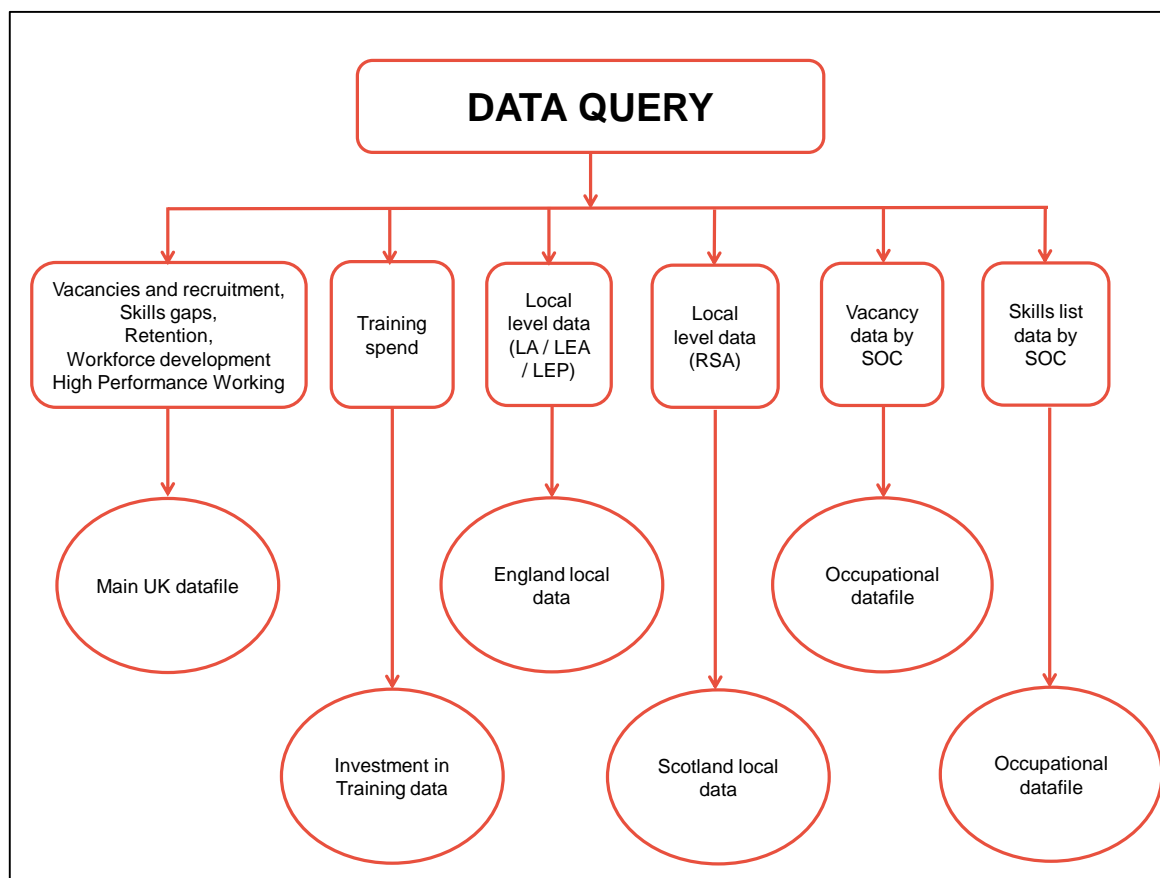 DATA QUERY
Vacancies and recruitment,
Skills gaps,
Retention,
Workforce development
High Performance Working
Training
spend
Local
level data
(LA / LEA
/ LEP)
Local
level data
(RSA)
Vacancy
data by
SOC
Skills list
data by
SOC
Main UK datafile
England local
data
Occupational
datafile
Investment in
Training data
Scotland local
data
Occupational
datafile